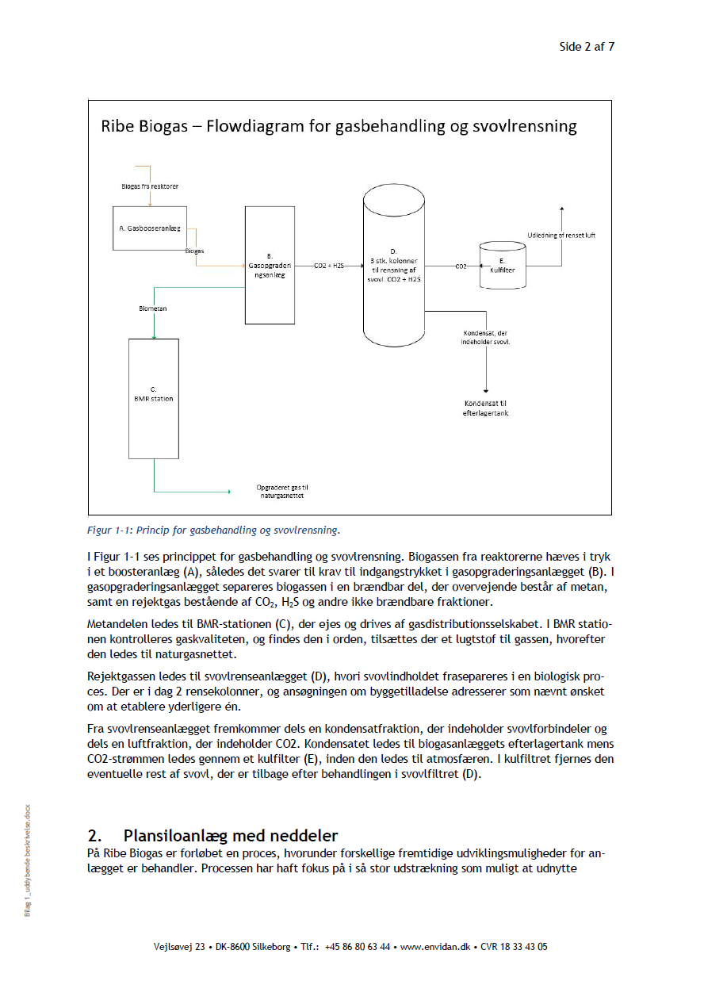 Side 2 af 7
Ribe Biogas – Flowdiagram for gasbehandling og svovlrensning
Biogas fra reaktorer
A. Gasbooseranlæg
Biogas
B.
Gasopgraderi
ngsanlæg
CO2 + H2S
D.
3 stk. kolonner
til rensning af
svovl. CO2 + H2S
CO2
E.
Kulfilter
Udledning af renset luft
Biometan
Kondensat, der
indeholder svovl.
C.
BMR station
Kondensat til
efterlagertank
Opgraderet gas til
naturgasnettet
Figur 1-1: Princip for gasbehandling og svovlrensning.
I Figur 1-1 ses princippet for gasbehandling og svovlrensning. Biogassen fra reaktorerne hæves i tryk
i et boosteranlæg (A), således det svarer til krav til indgangstrykket i gasopgraderingsanlægget (B). I
gasopgraderingsanlægget separeres biogassen i en brændbar del, der overvejende består af metan,
samt en rejektgas bestående af CO₂, H₂S og andre ikke brændbare fraktioner.
Metandelen ledes til BMR-stationen (C), der ejes og drives af gasdistributionsselskabet. I BMR statio-
nen kontrolleres gaskvaliteten, og findes den i orden, tilsættes der et lugtstof til gassen, hvorefter
den ledes til naturgasnettet.
Rejektgassen ledes til svovlrenseanlægget (D), hvori svovlindholdet frasepareres i en biologisk pro-
ces. Der er i dag 2 rensekolonner, og ansøgningen om byggetilladelse adresserer som nævnt ønsket
om at etablere yderligere én.
Fra svovlrenseanlægget fremkommer dels en kondensatfraktion, der indeholder svovlforbindeler og
dels en luftfraktion, der indeholder CO2. Kondensatet ledes til biogasanlæggets efterlagertank mens
CO2-strømmen ledes gennem et kulfilter (E), inden den ledes til atmosfæren. I kulfiltret fjernes den
eventuelle rest af svovl, der er tilbage efter behandlingen i svovlfiltret (D).
2. Plansiloanlæg med neddeler
På Ribe Biogas er forløbet en proces, hvorunder forskellige fremtidige udviklingsmuligheder for an-
lægget er behandler. Processen har haft fokus på i så stor udstrækning som muligt at udnytte
Bilag 1_uddybende beskrivelse.docx
Vejlsøvej 23 • DK-8600 Silkeborg • Tlf.: +45 86 80 63 44 • www.envidan.dk • CVR 18 33 43 05